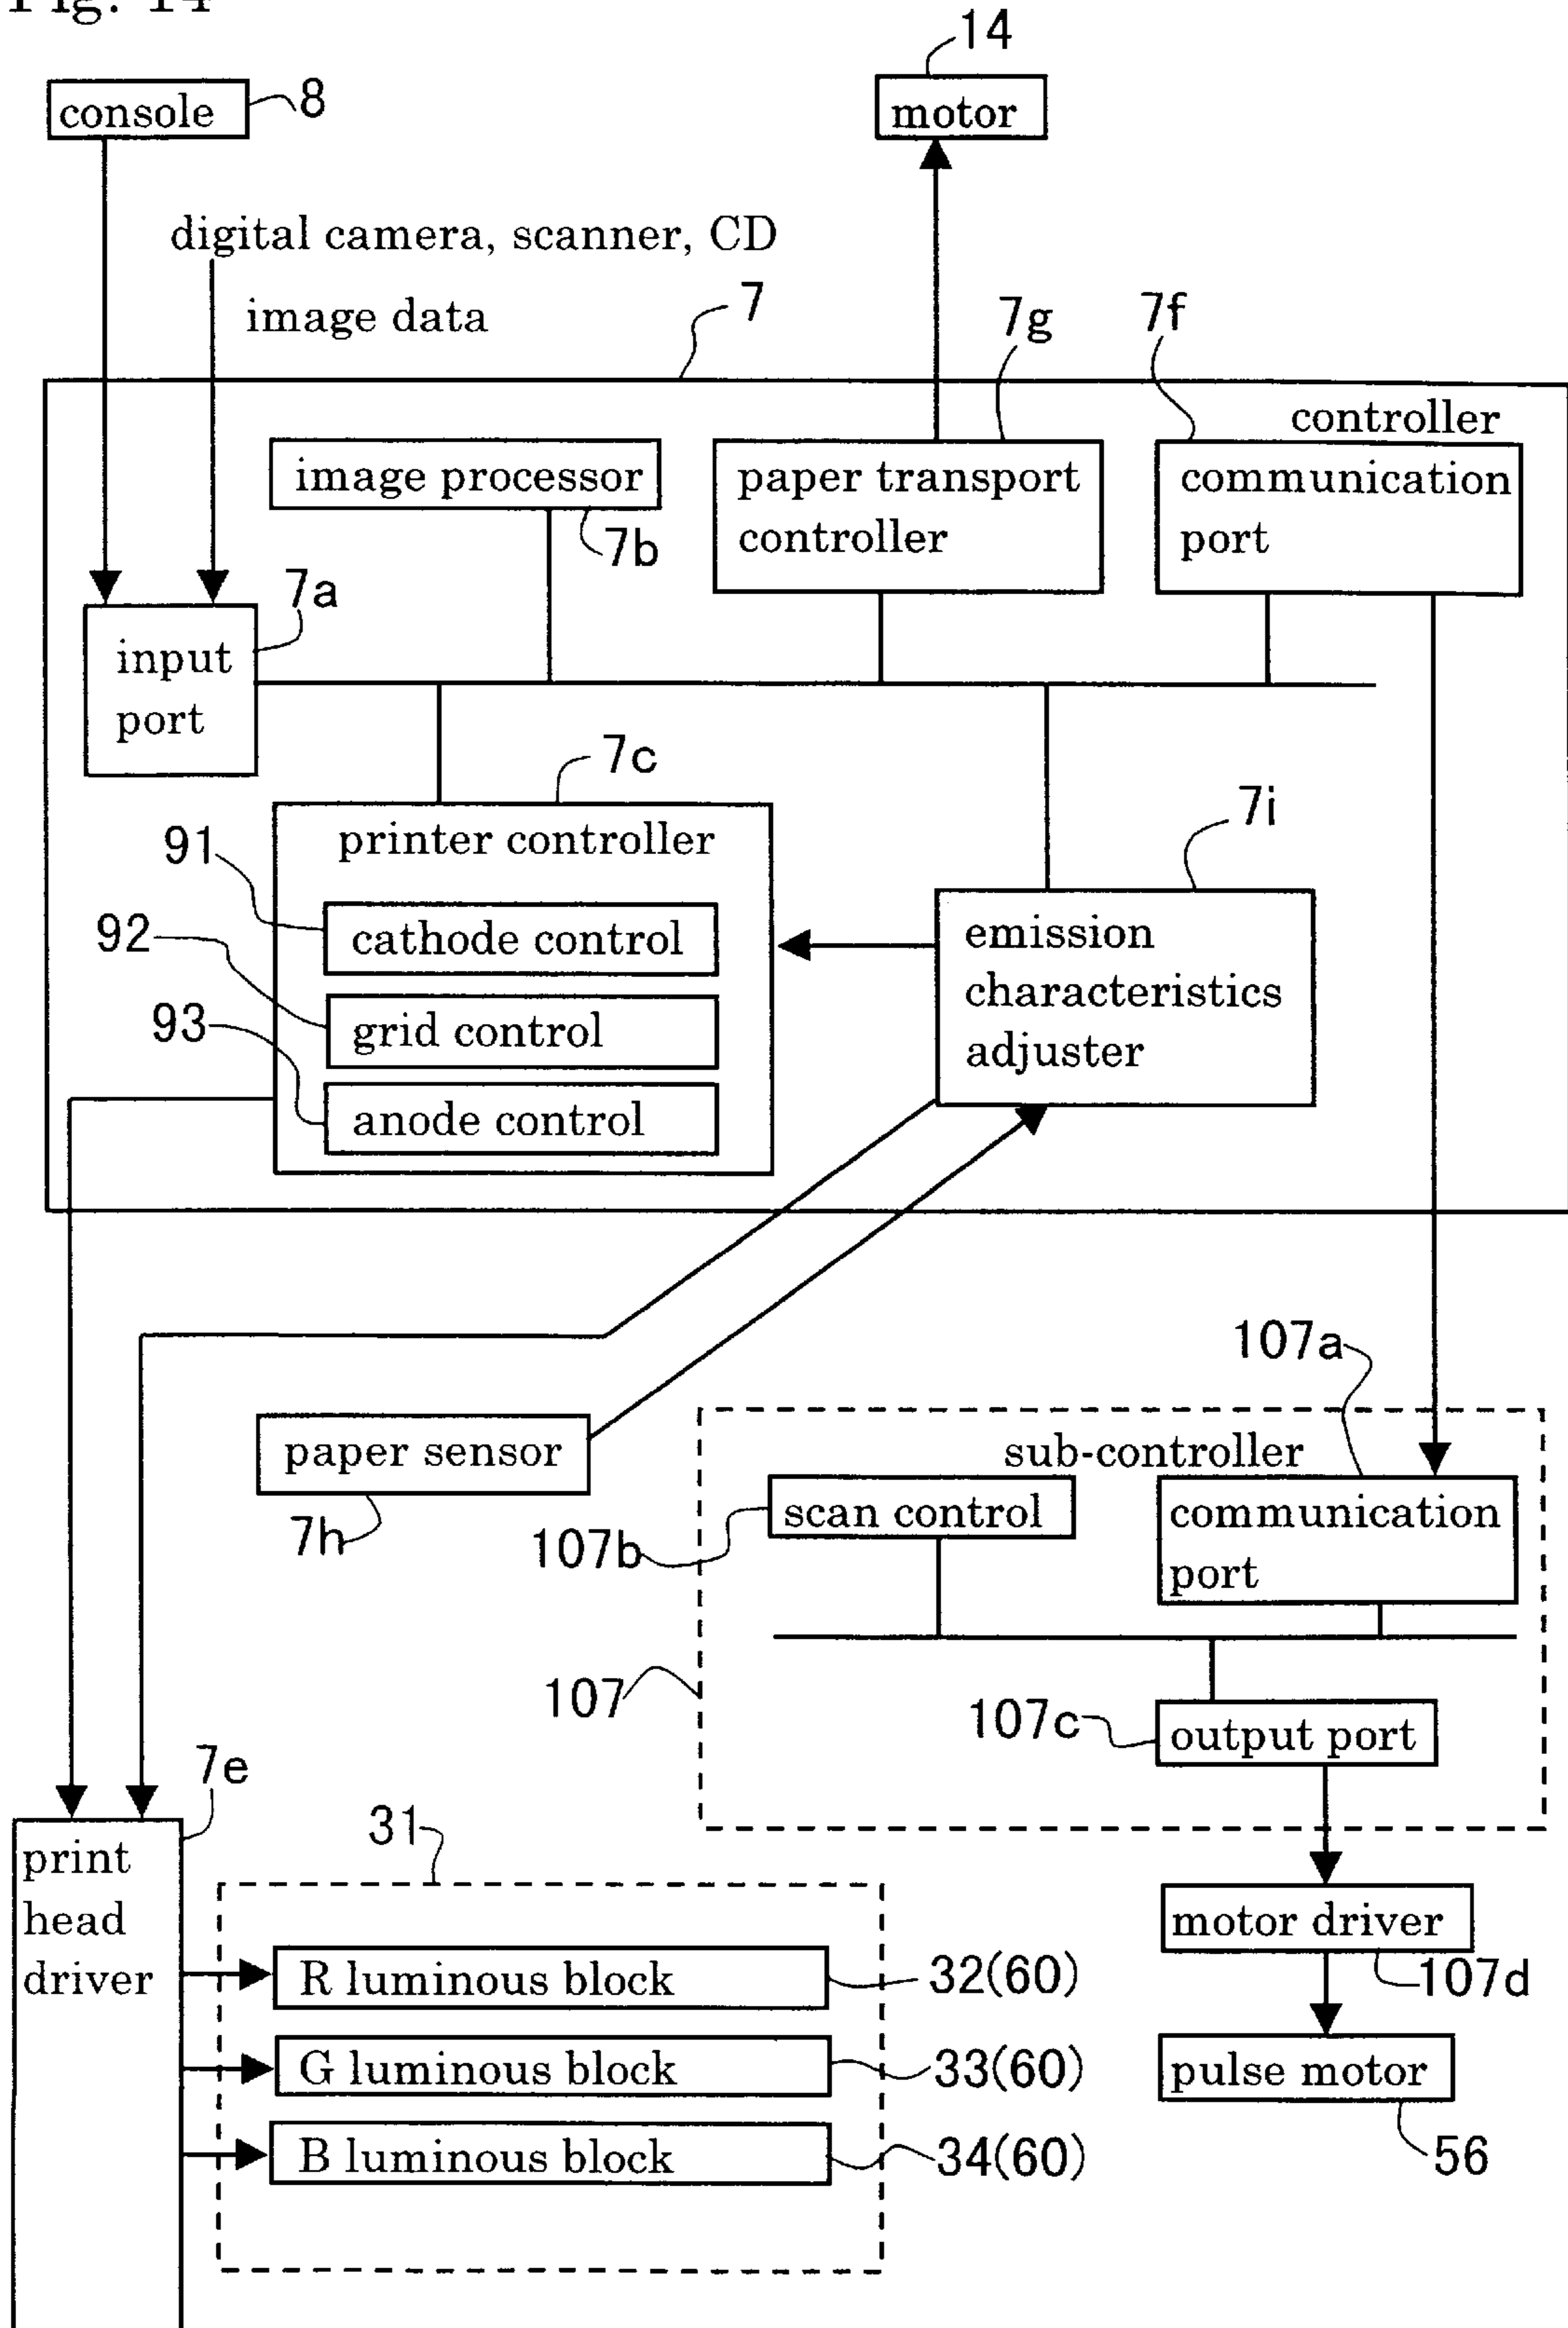 Fig. 14
14
console
8
motor
digital camera, scanner, CD
image data
7
7g
7f
controller
image processor
7b
paper transport
controller
communication
port
7a
input
port
7c
printer controller
7i
91
cathode control
92
grid control
93
anode control
emission
characteristics
adjuster
107a
paper sensor
7h
sub-controller
scan control
107b
communication
port
107
107c
output port
7e
31
print
head
driver
motor driver
107d
R luminous block
32(60)
G luminous block
33(60)
pulse motor
B luminous block
34(60)
56